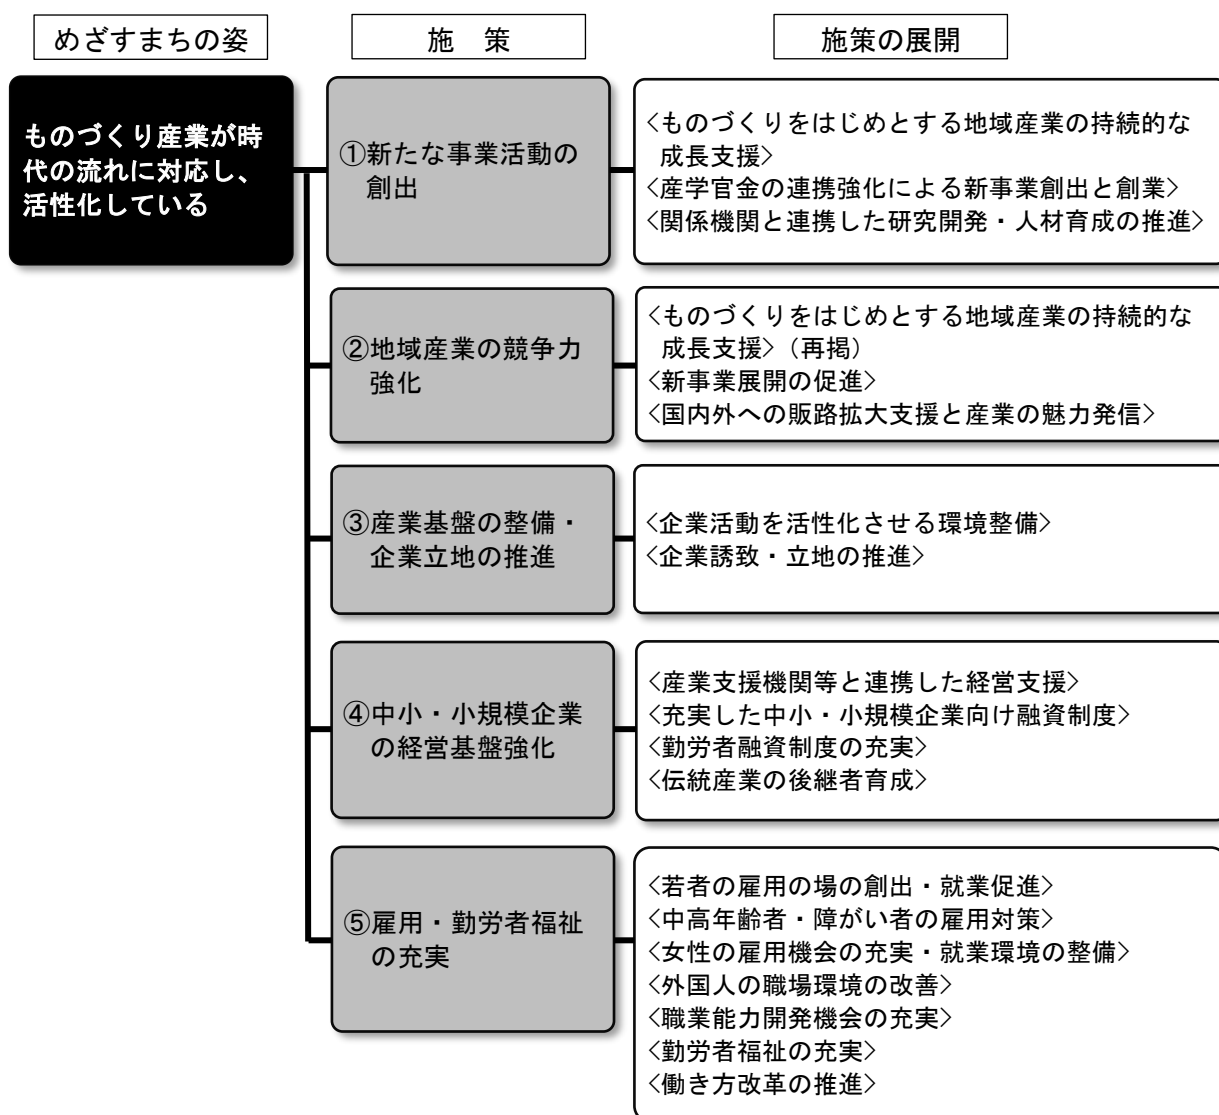 めざすまちの姿
施　策
施策の展開
ものづくり産業が時
代の流れに対応し、
活性化している
①新たな事業活動の
創出
<ものづくりをはじめとする地域産業の持続的な
成長支援>
<産学官金の連携強化による新事業創出と創業>
<関係機関と連携した研究開発・人材育成の推進>
②地域産業の競争力
強化
<ものづくりをはじめとする地域産業の持続的な
成長支援>（再掲）
<新事業展開の促進>
<国内外への販路拡大支援と産業の魅力発信>
③産業基盤の整備・
企業立地の推進
<企業活動を活性化させる環境整備>
<企業誘致・立地の推進>
④中小・小規模企業
の経営基盤強化
<産業支援機関等と連携した経営支援>
<充実した中小・小規模企業向け融資制度>
<勤労者融資制度の充実>
<伝統産業の後継者育成>
⑤雇用・勤労者福祉
の充実
<若者の雇用の場の創出・就業促進>
<中高年齢者・障がい者の雇用対策>
<女性の雇用機会の充実・就業環境の整備>
<外国人の職場環境の改善>
<職業能力開発機会の充実>
<勤労者福祉の充実>
<働き方改革の推進>